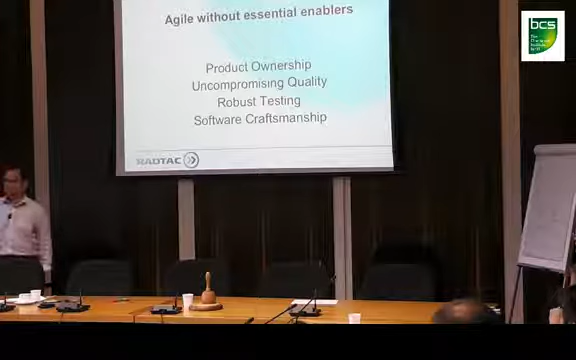 Agile without essential enablers
Product Ownership
Uncompromising Quality
Robust Testing
Software Craftsmanship
RADTAC
bcs